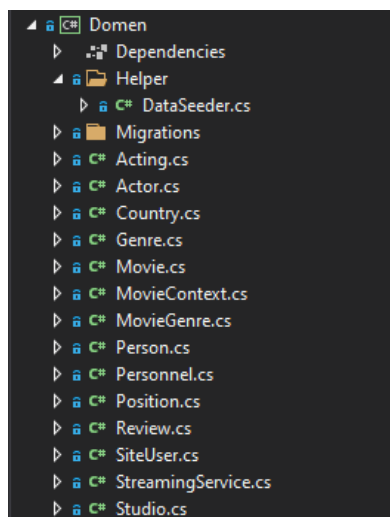 C# Domen
Dependencies
Helper
C# DataSeeder.cs
Migrations
C# Acting.cs
C# Actor.cs
C# Country.cs
C# Genre.cs
C# Movie.cs
C# MovieContext.cs
C# MovieGenre.cs
C# Person.cs
C# Personnel.cs
C# Position.cs
C# Review.cs
C# SiteUser.cs
C# StreamingService.cs
C# Studio.cs